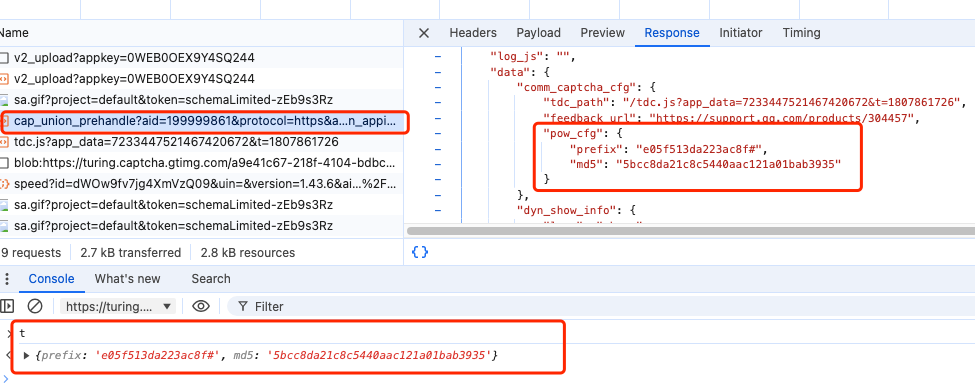 Name
v2_upload?appkey=0WEB0OEX9Y4SQ244
v2_upload?appkey=0WEB0OEX9Y4SQ244
sa.gif?project=default&token=schemaLimited-zEb9s3Rz
cap_union_prehandle?aid=199999861&protocol=https&a...n_appi...
tdc.js?app_data=7233447521467420672&t=1807861726
blob:https://turing.captcha.gtimg.com/a9e41c67-218f-4104-bdbc...
speed?id=dWOw9fv7jg4XmVzQ09&uin=&version=1.43.6&ai...%2F...
sa.gif?project=default&token=schemaLimited-zEb9s3Rz
sa.gif?project=default&token=schemaLimited-zEb9s3Rz
9 requests 2.7 kB transferred 2.8 kB resources
Headers Payload Preview Response Initiator Timing
"log_js": "",
"data": {
"comm_captcha_cfg": {
"tdc_path": "/tdc.js?app_data=7233447521467420672&t=1807861726",
"feedback_url": "https://support.qq.com/products/304457",
"pow_cfg": {
"prefix": "e05f513da223ac8f#",
"md5": "5bcc8da21c8c5440aac121a01bab3935"
}
},
"dyn_show_info": {
{}
Console What's new Search
https://turing.... ▼ Filter
> t
{prefix: 'e05f513da223ac8f#', md5: '5bcc8da21c8c5440aac121a01bab3935'}
>